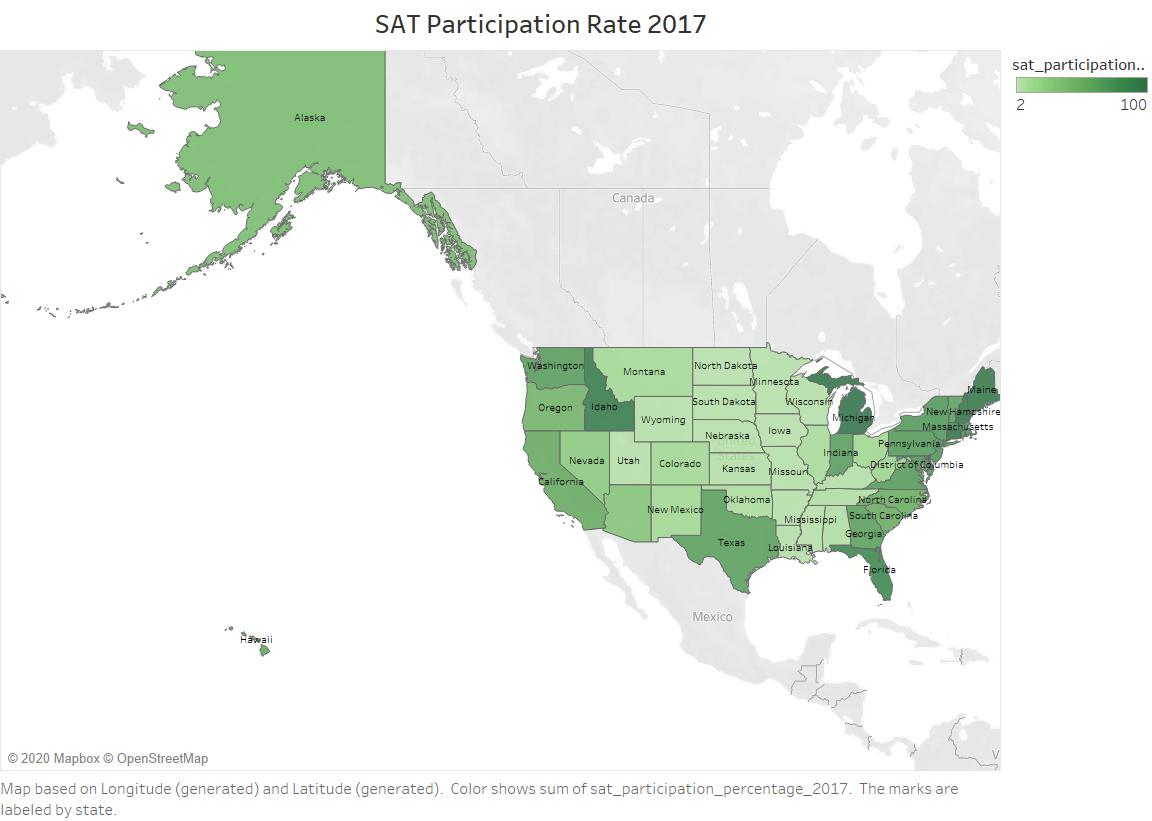 SAT Participation Rate 2017
sat_participation..
2 100
Alaska
Canada
Washington
Montana
North Dakota
Minnesota
Maine
Oregon
Idaho
South Dakota
Wisconsin
Michigan
New Hampshire
Wyoming
Massachusetts
Nebraska
Iowa
Pennsylvania
United
States
Nevada
Utah
Colorado
Kansas
Missouri
Indiana
District of Columbia
California
Oklahoma
North Carolina
New Mexico
Mississippi
South Carolina
Texas
Louisiana
Georgia
Florida
Mexico
Hawaii
V
© 2020 Mapbox © OpenStreetMap
Map based on Longitude (generated) and Latitude (generated). Color shows sum of sat_participation_percentage_2017. The marks are
labeled by state.